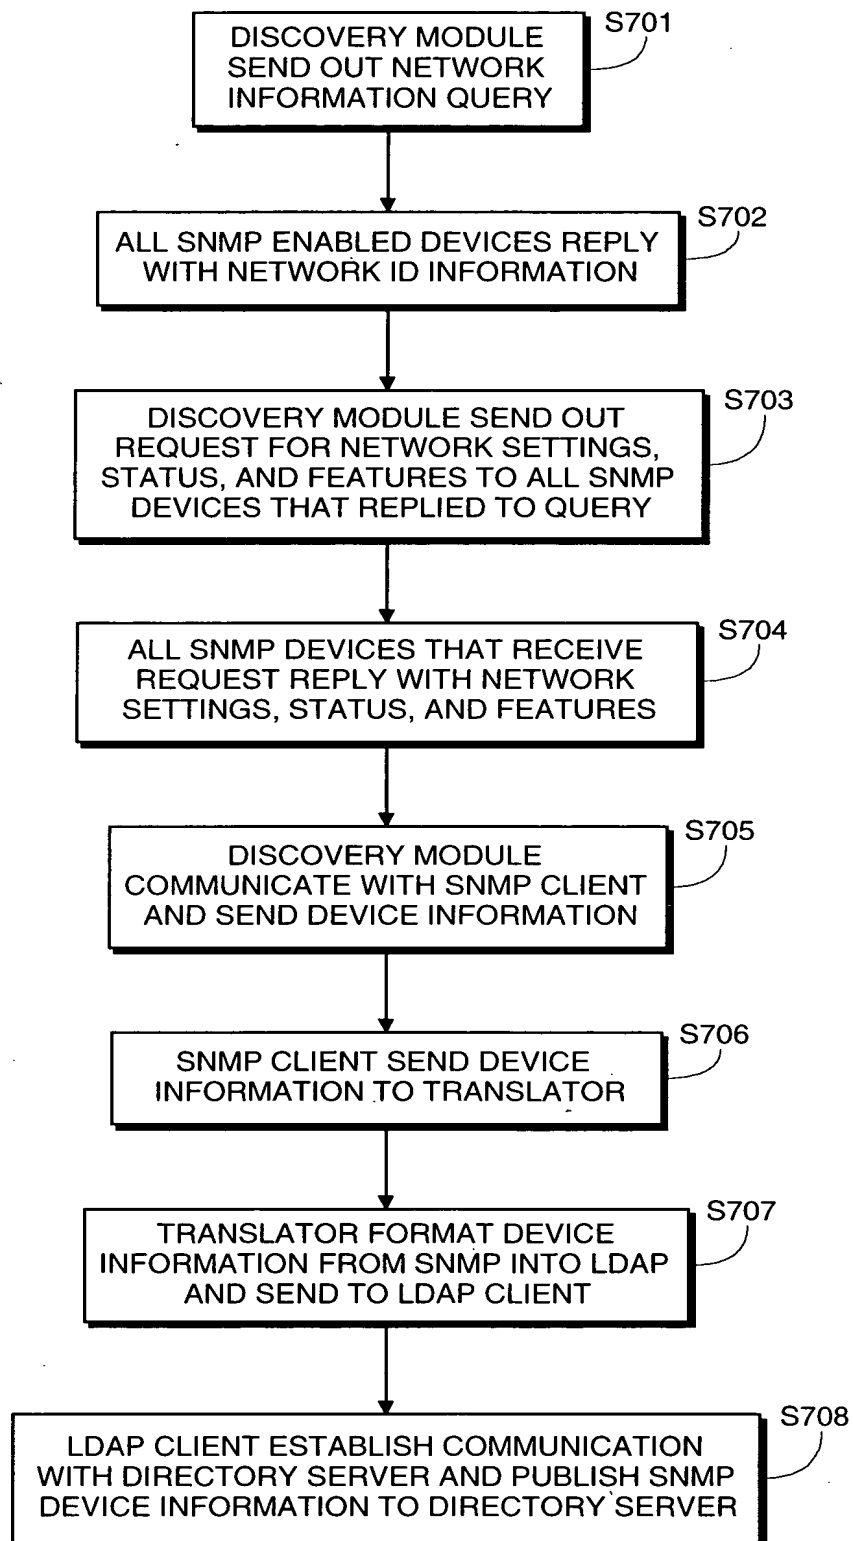 S701
DISCOVERY MODULE
SEND OUT NETWORK
INFORMATION QUERY
S702
ALL SNMP ENABLED DEVICES REPLY
WITH NETWORK ID INFORMATION
S703
DISCOVERY MODULE SEND OUT
REQUEST FOR NETWORK SETTINGS,
STATUS, AND FEATURES TO ALL SNMP
DEVICES THAT REPLIED TO QUERY
S704
ALL SNMP DEVICES THAT RECEIVE
REQUEST REPLY WITH NETWORK
SETTINGS, STATUS, AND FEATURES
S705
DISCOVERY MODULE
COMMUNICATE WITH SNMP CLIENT
AND SEND DEVICE INFORMATION
S706
SNMP CLIENT SEND DEVICE
INFORMATION TO TRANSLATOR
S707
TRANSLATOR FORMAT DEVICE
INFORMATION FROM SNMP INTO LDAP
AND SEND TO LDAP CLIENT
S708
LDAP CLIENT ESTABLISH COMMUNICATION
WITH DIRECTORY SERVER AND PUBLISH SNMP
DEVICE INFORMATION TO DIRECTORY SERVER